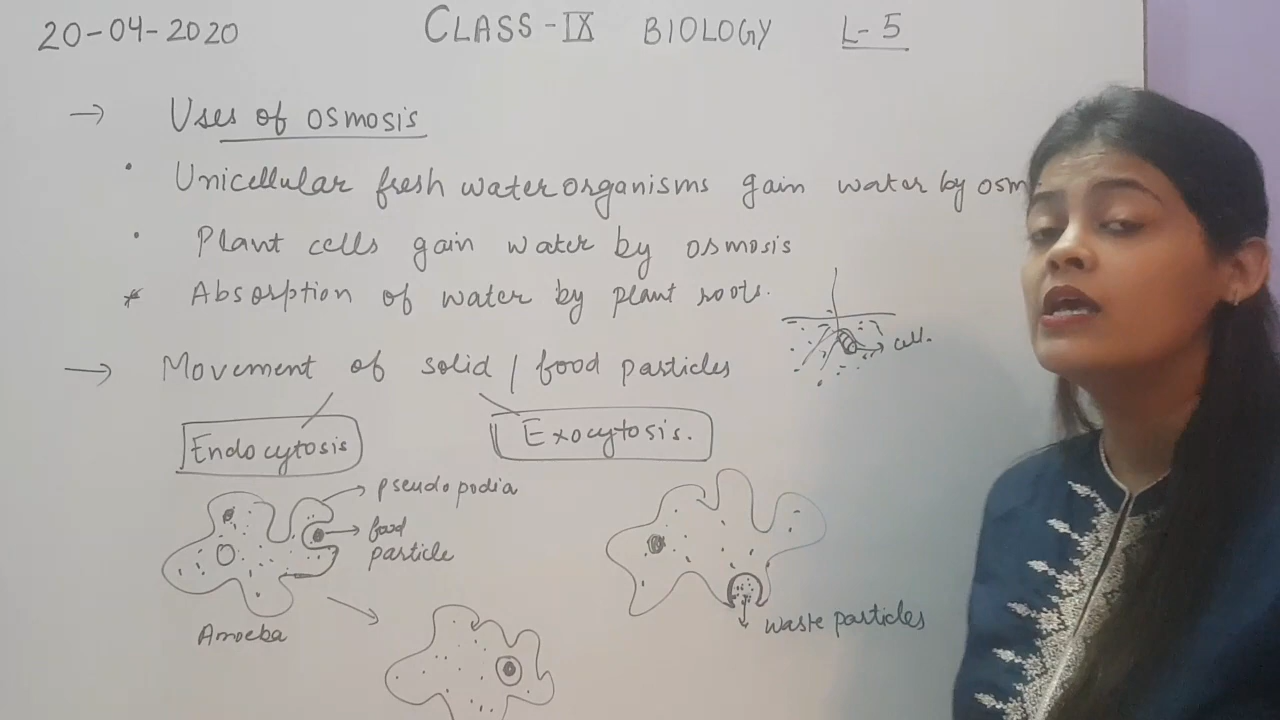 20-04-2020 CLASS-IX BIOLOGY L-5
→ Uses of osmosis
• Unicellular fresh water organisms gain water by osm
• Plant cells gain water by osmosis
* Absorption of water by plant roots.
cell.
→ Movement of solid / food particles
Endocytosis Exocytosis.
pseudopodia
food
particle
Amoeba
waste particles